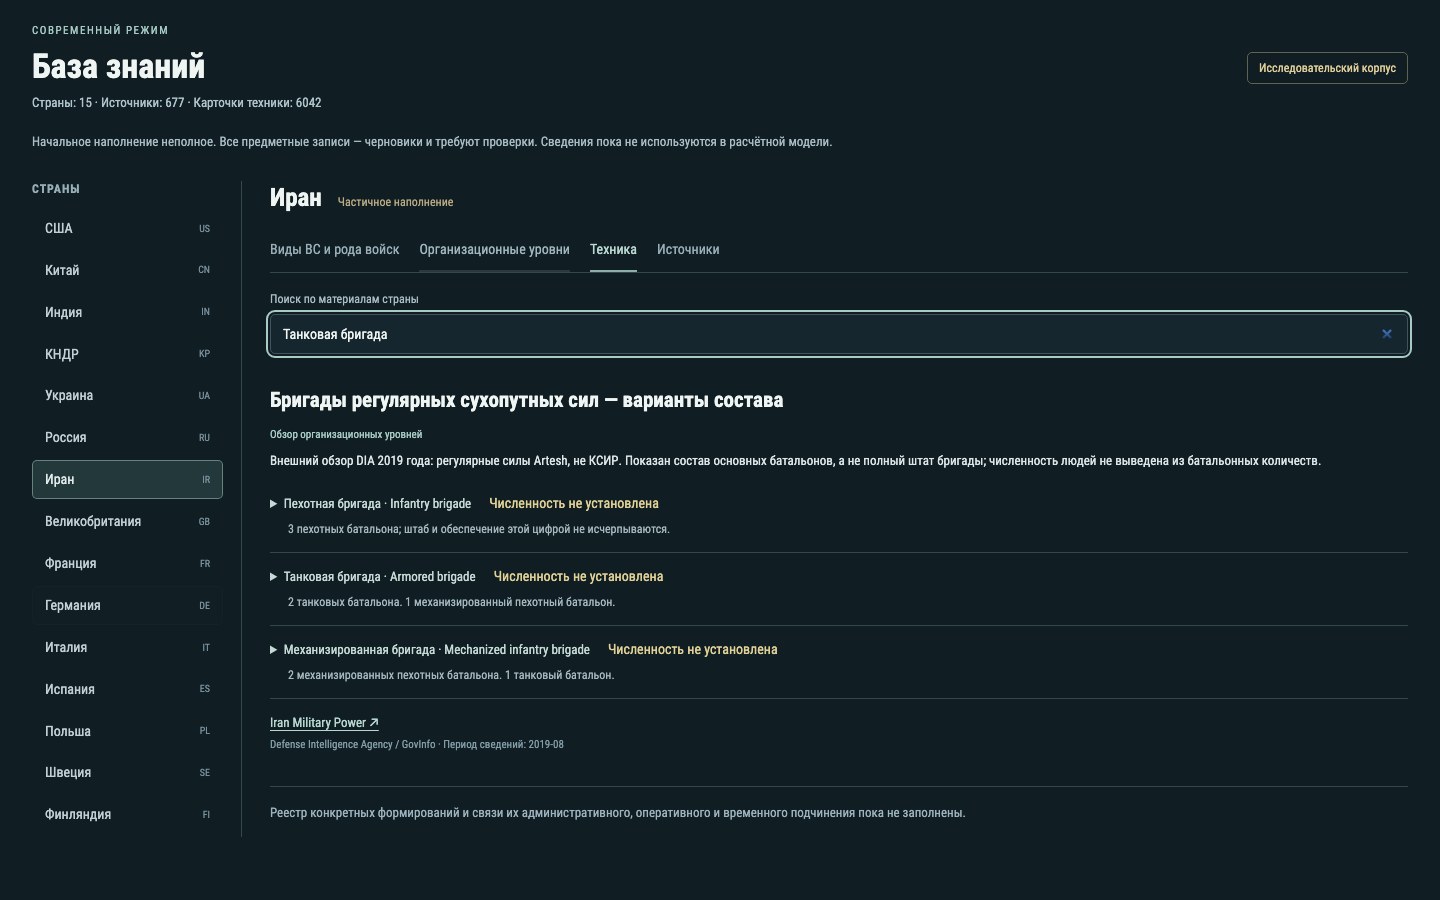 СОВРЕМЕННЫЙ РЕЖИМ
База знаний
Исследовательский корпус
Страны: 15 · Источники: 677 · Карточки техники: 6042
Начальное наполнение неполное. Все предметные записи — черновики и требуют проверки. Сведения пока не используются в расчётной модели.
СТРАНЫ
США US
Китай CN
Индия IN
КНДР KP
Украина UA
Россия RU
Иран IR
Великобритания GB
Франция FR
Германия DE
Италия IT
Испания ES
Польша PL
Швеция SE
Финляндия FI
Иран Частичное наполнение
Виды ВС и рода войск Организационные уровни Техника Источники
Поиск по материалам страны
Танковая бригада
Бригады регулярных сухопутных сил — варианты состава
Обзор организационных уровней
Внешний обзор DIA 2019 года: регулярные силы Artesh, не КСИР. Показан состав основных батальонов, а не полный штат бригады; численность людей не выведена из батальонных количеств.
Пехотная бригада · Infantry brigade Численность не установлена
3 пехотных батальона; штаб и обеспечение этой цифрой не исчерпываются.
Танковая бригада · Armored brigade Численность не установлена
2 танковых батальона. 1 механизированный пехотный батальон.
Механизированная бригада · Mechanized infantry brigade Численность не установлена
2 механизированных пехотных батальона. 1 танковый батальон.
Iran Military Power ↗
Defense Intelligence Agency / GovInfo · Период сведений: 2019-08
Реестр конкретных формирований и связи их административного, оперативного и временного подчинения пока не заполнены.